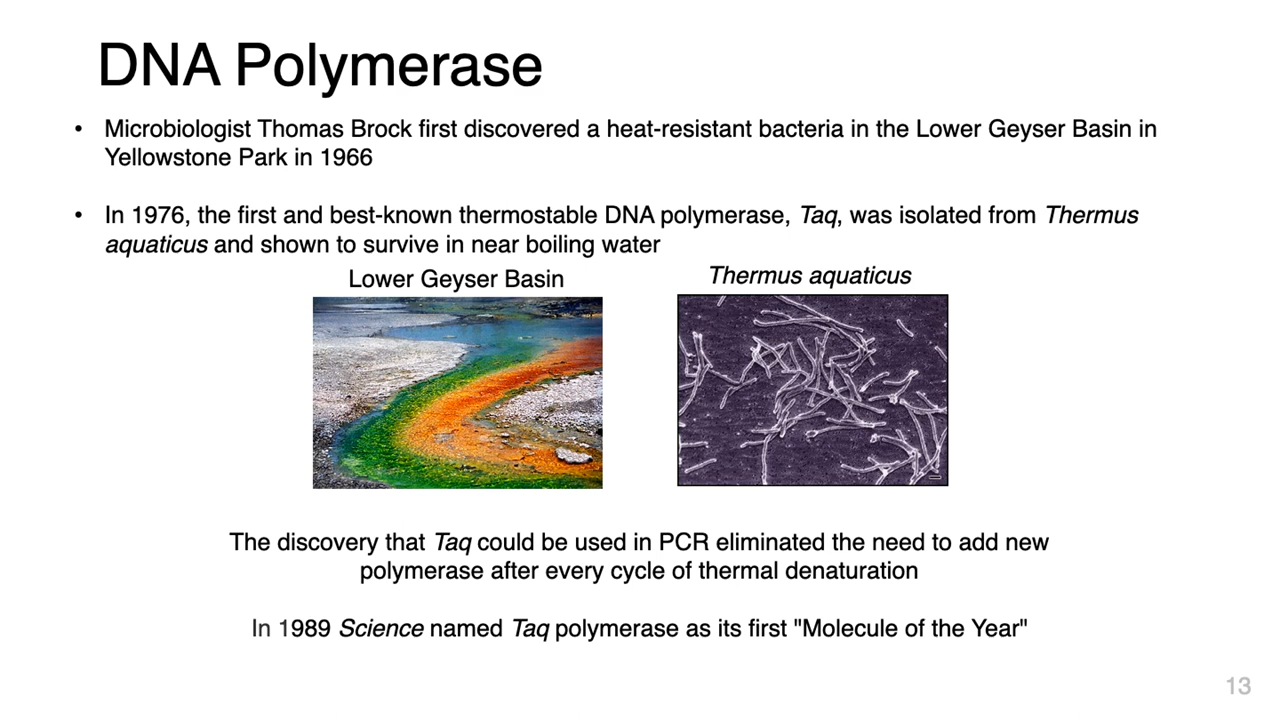 DNA Polymerase
• Microbiologist Thomas Brock first discovered a heat-resistant bacteria in the Lower Geyser Basin in
Yellowstone Park in 1966
• In 1976, the first and best-known thermostable DNA polymerase, Taq, was isolated from Thermus
aquaticus and shown to survive in near boiling water
Lower Geyser Basin
Thermus aquaticus
The discovery that Taq could be used in PCR eliminated the need to add new
polymerase after every cycle of thermal denaturation
In 1989 Science named Taq polymerase as its first "Molecule of the Year"
13